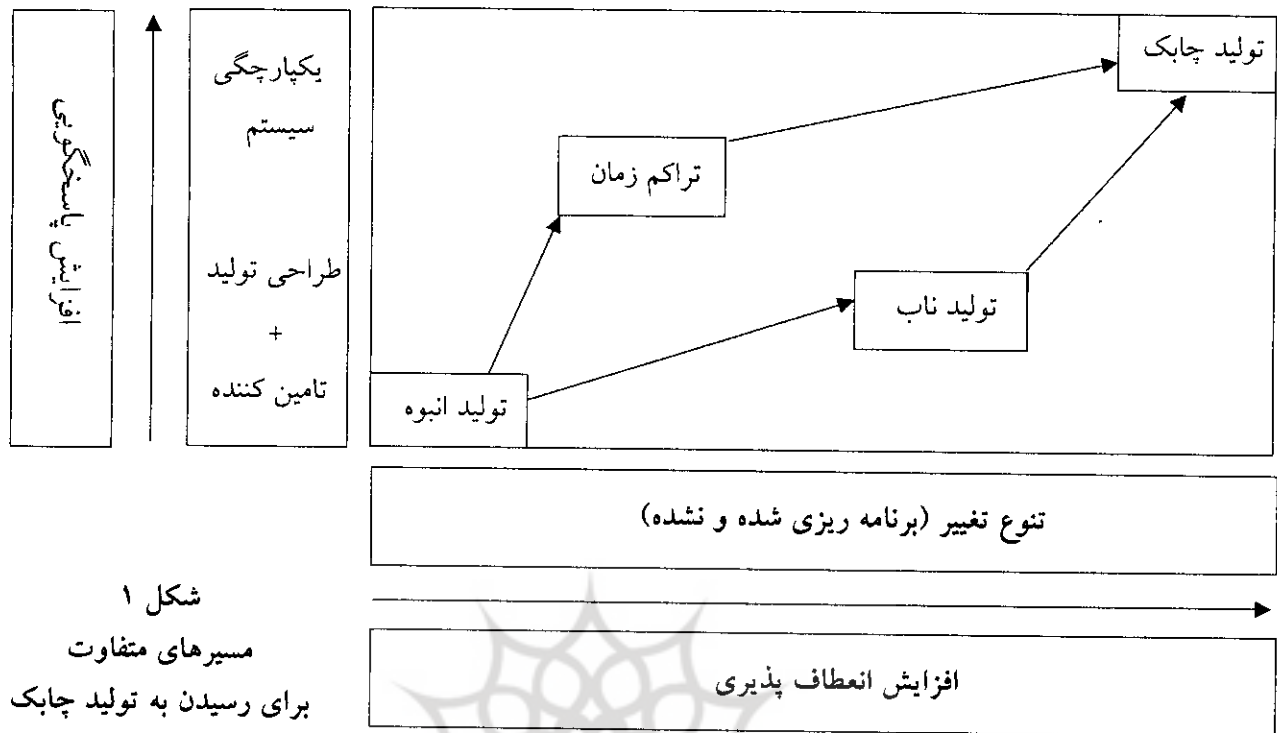 تولید چابک
تراکم زمان
تولید ناب
تولید انبوه
یکپارچگی
سیستم
طراحی تولید
+
تامین کننده
افزایش پاسخگویی
تنوع تغییر (برنامه ریزی شده و نشده)
افزایش انعطاف پذیری
شکل ۱
مسیرهای متفاوت
برای رسیدن به تولید چابک